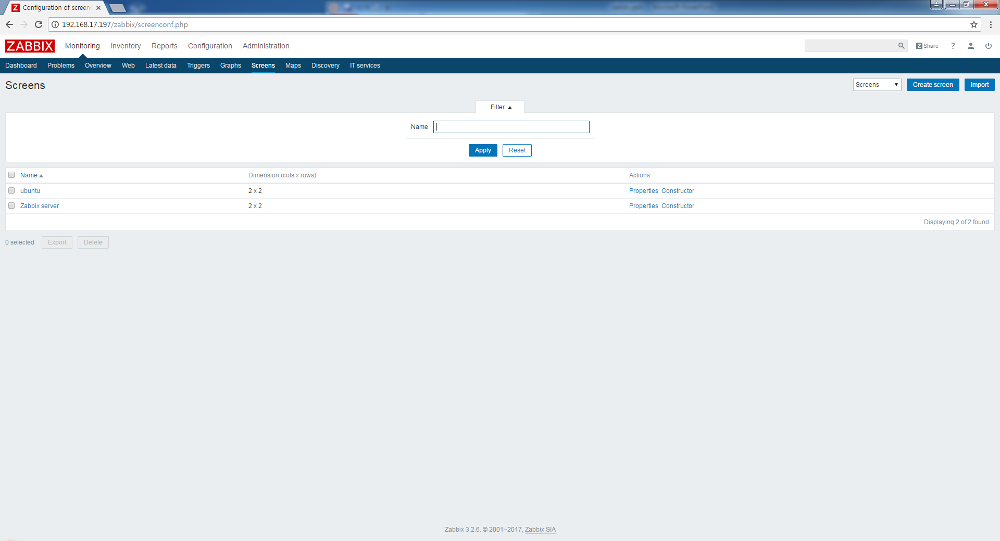 Z Configuration of screen
192.168.17.197/zabbix/screenconf.php
ZABBIX Monitoring Inventory Reports Configuration Administration Z Share ?
Dashboard Problems Overview Web Latest data Triggers Graphs Screens Maps Discovery IT services
Screens Screens Create screen Import
Filter
Name
Apply Reset
Name Dimension (cols x rows) Actions
ubuntu 2 x 2 Properties Constructor
Zabbix server 2 x 2 Properties Constructor
Displaying 2 of 2 found
0 selected Export Delete
Zabbix 3.2.6. © 2001–2017, Zabbix SIA